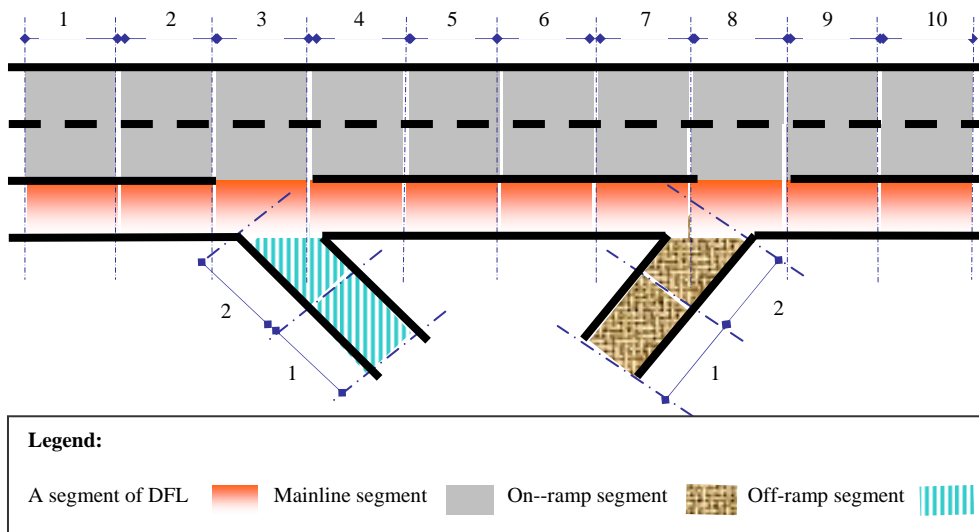 1 2 3 4 5 6 7 8 9 10
2 2
1 1
Legend:
A segment of DFL Mainline segment On--ramp segment Off-ramp segment